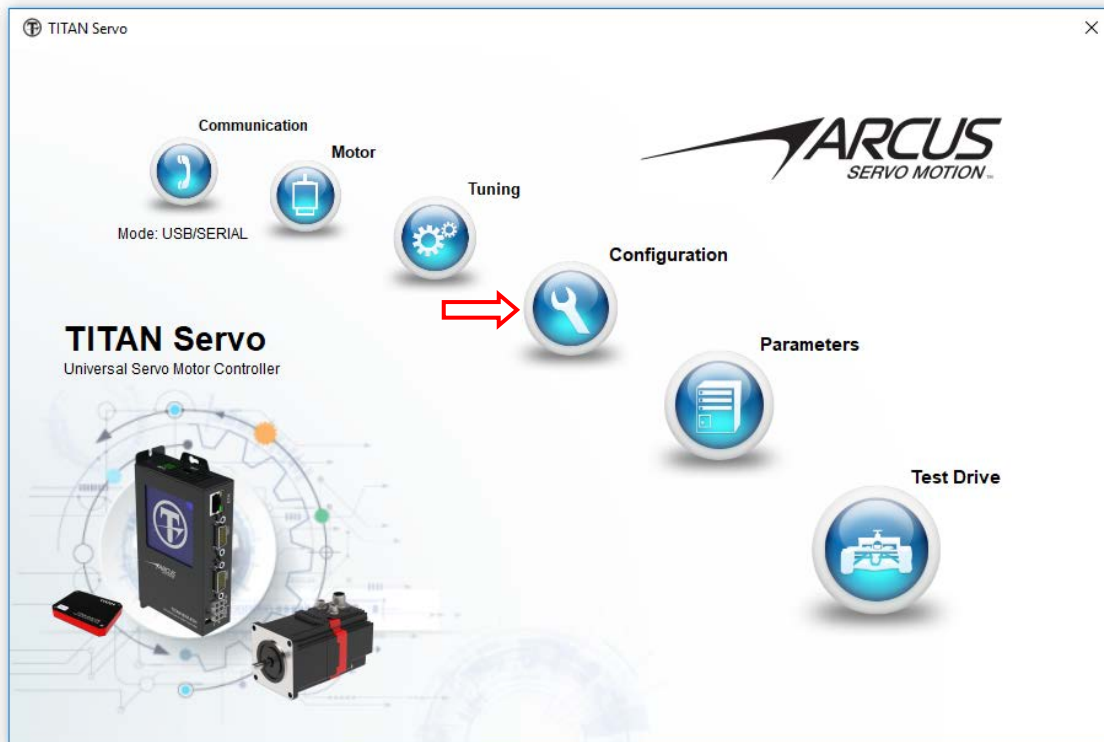 TITAN Servo
Communication
Motor
Tuning
Mode: USB/SERIAL
Configuration
Parameters
Test Drive
ARCUS
SERVO MOTION
TITAN Servo
Universal Servo Motor Controller